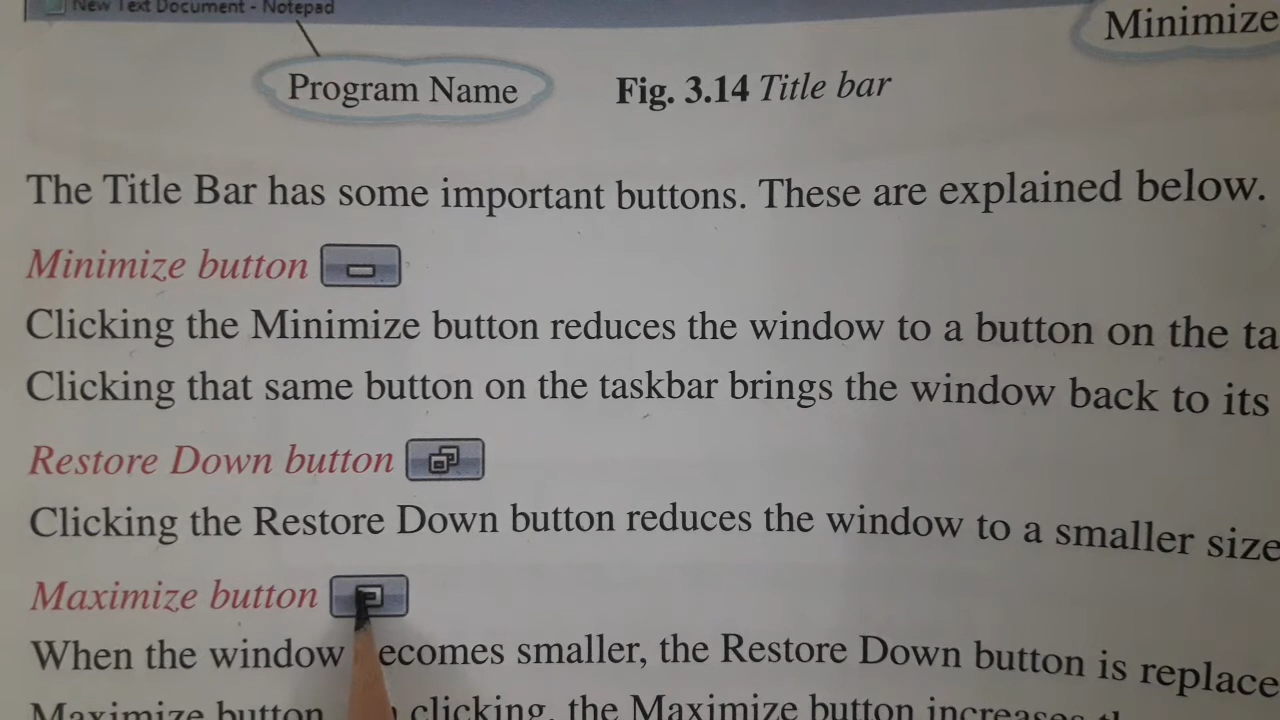 New Text Document - Notepad
Minimize
Program Name
Fig. 3.14 Title bar
The Title Bar has some important buttons. These are explained below.
Minimize button
Clicking the Minimize button reduces the window to a button on the ta
Clicking that same button on the taskbar brings the window back to its
Restore Down button
Clicking the Restore Down button reduces the window to a smaller size
Maximize button
When the window ecomes smaller, the Restore Down button is replace
Maximize button clicking, the Maximize button increases